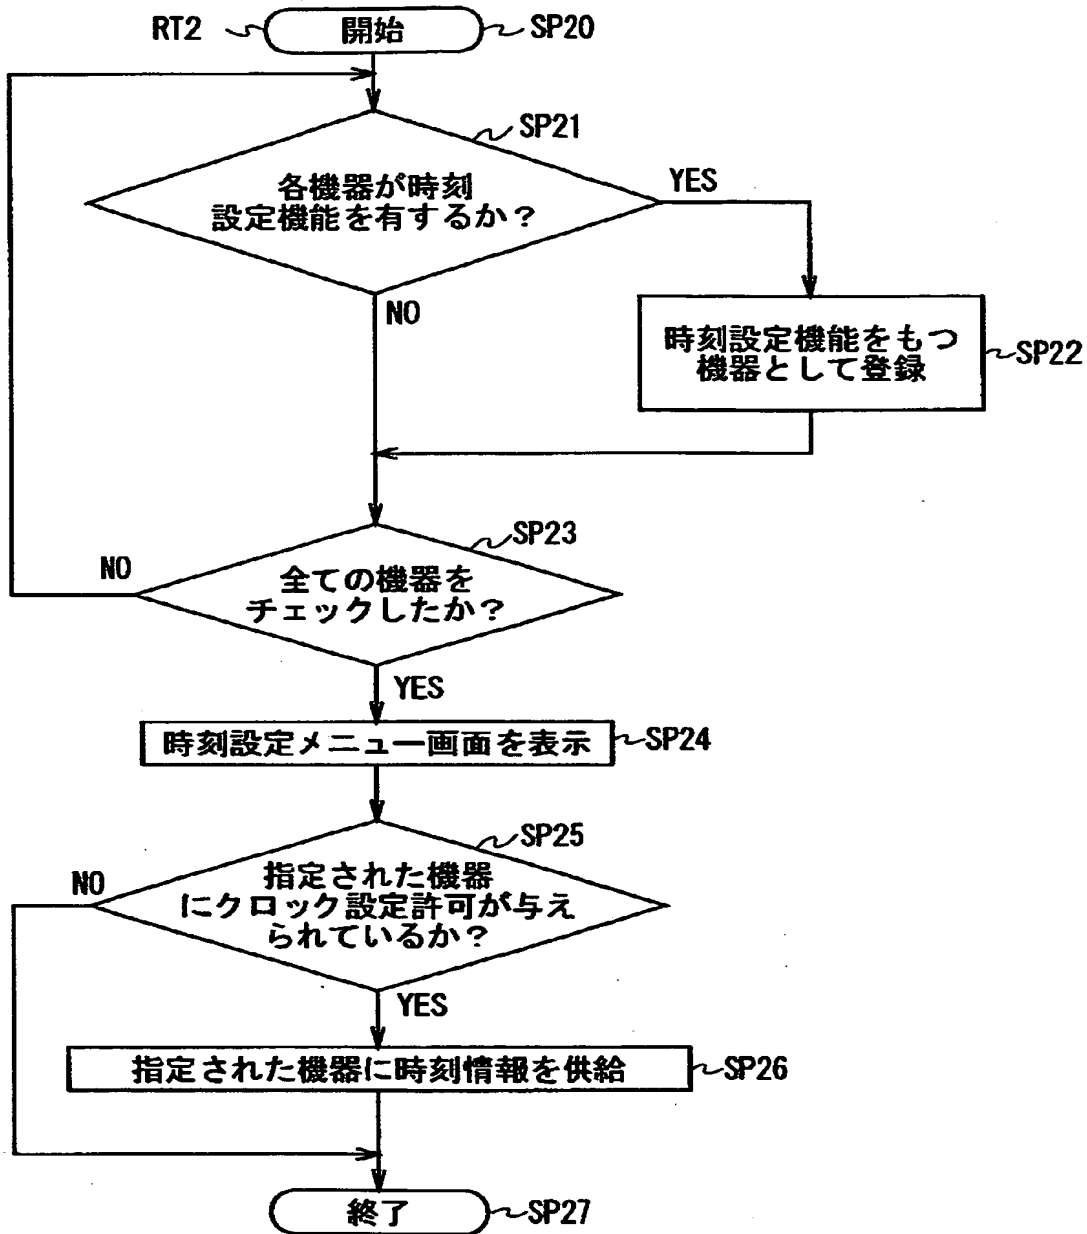 RT2
開始
SP20
SP21
各機器が時刻
設定機能を有するか？
YES
NO
時刻設定機能をもつ
機器として登録
SP22
SP23
全ての機器を
チェックしたか？
NO
YES
時刻設定メニュー画面を表示
SP24
SP25
指定された機器
にクロック設定許可が与え
られているか？
NO
YES
指定された機器に時刻情報を供給
SP26
終了
SP27